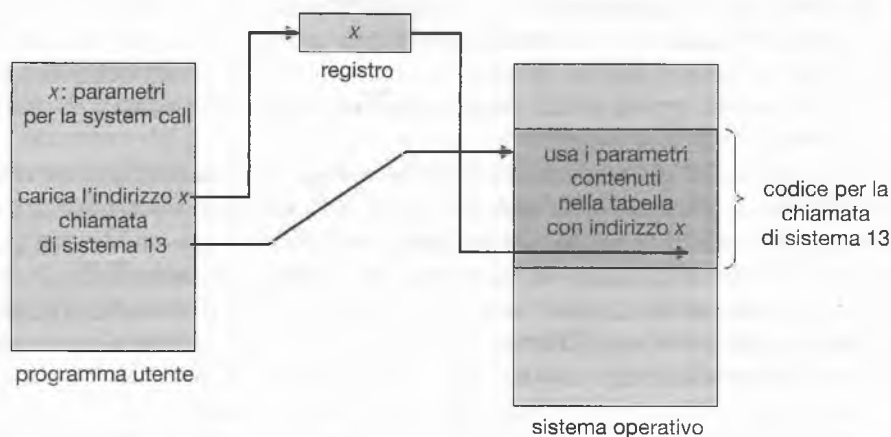 x
registro
x: parametri
per la system call
carica l'indirizzo x
chiamata
di sistema 13
programma utente
usa i parametri
contenuti
nella tabella
con indirizzo x
codice per la
chiamata
di sistema 13
sistema operativo